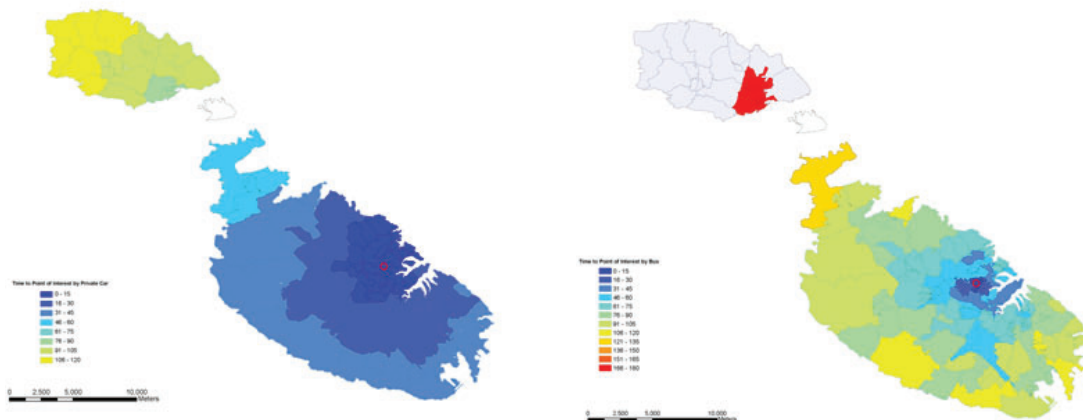 Time to Point of Interest by Private Car
0 - 15
16 - 30
31 - 45
46 - 60
61 - 75
76 - 90
91 - 105
106 - 120
0 2,500 5,000 10,000
Meters
Time to Point of Interest by Bus
0 - 15
16 - 30
31 - 45
46 - 60
61 - 75
76 - 90
91 - 105
106 - 120
121 - 135
136 - 150
151 - 165
166 - 180
0 2,500 5,000 10,000
Meters